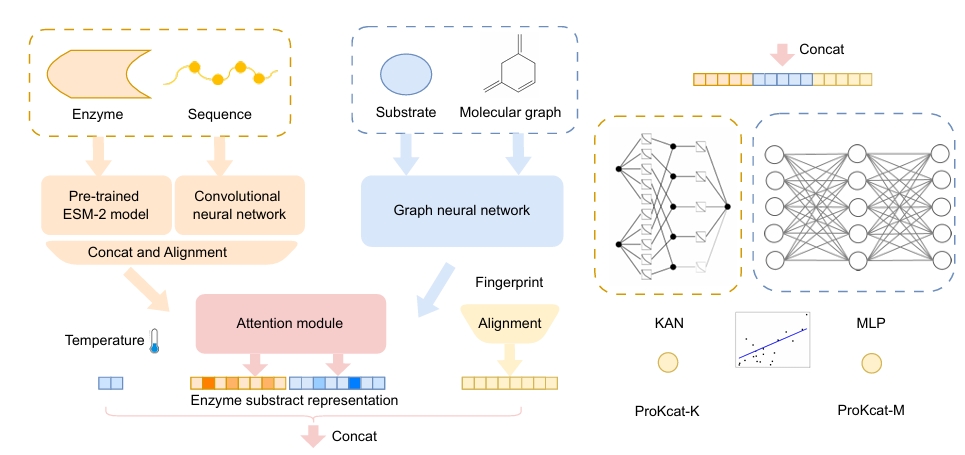 Enzyme
Sequence
Substrate
Molecular graph
Pre-trained
ESM-2 model
Convolutional
neural network
Graph neural network
Concat and Alignment
Fingerprint
Temperature
Attention module
Alignment
Enzyme substract representation
Concat
Concat
KAN
MLP
ProKcat-K
ProKcat-M